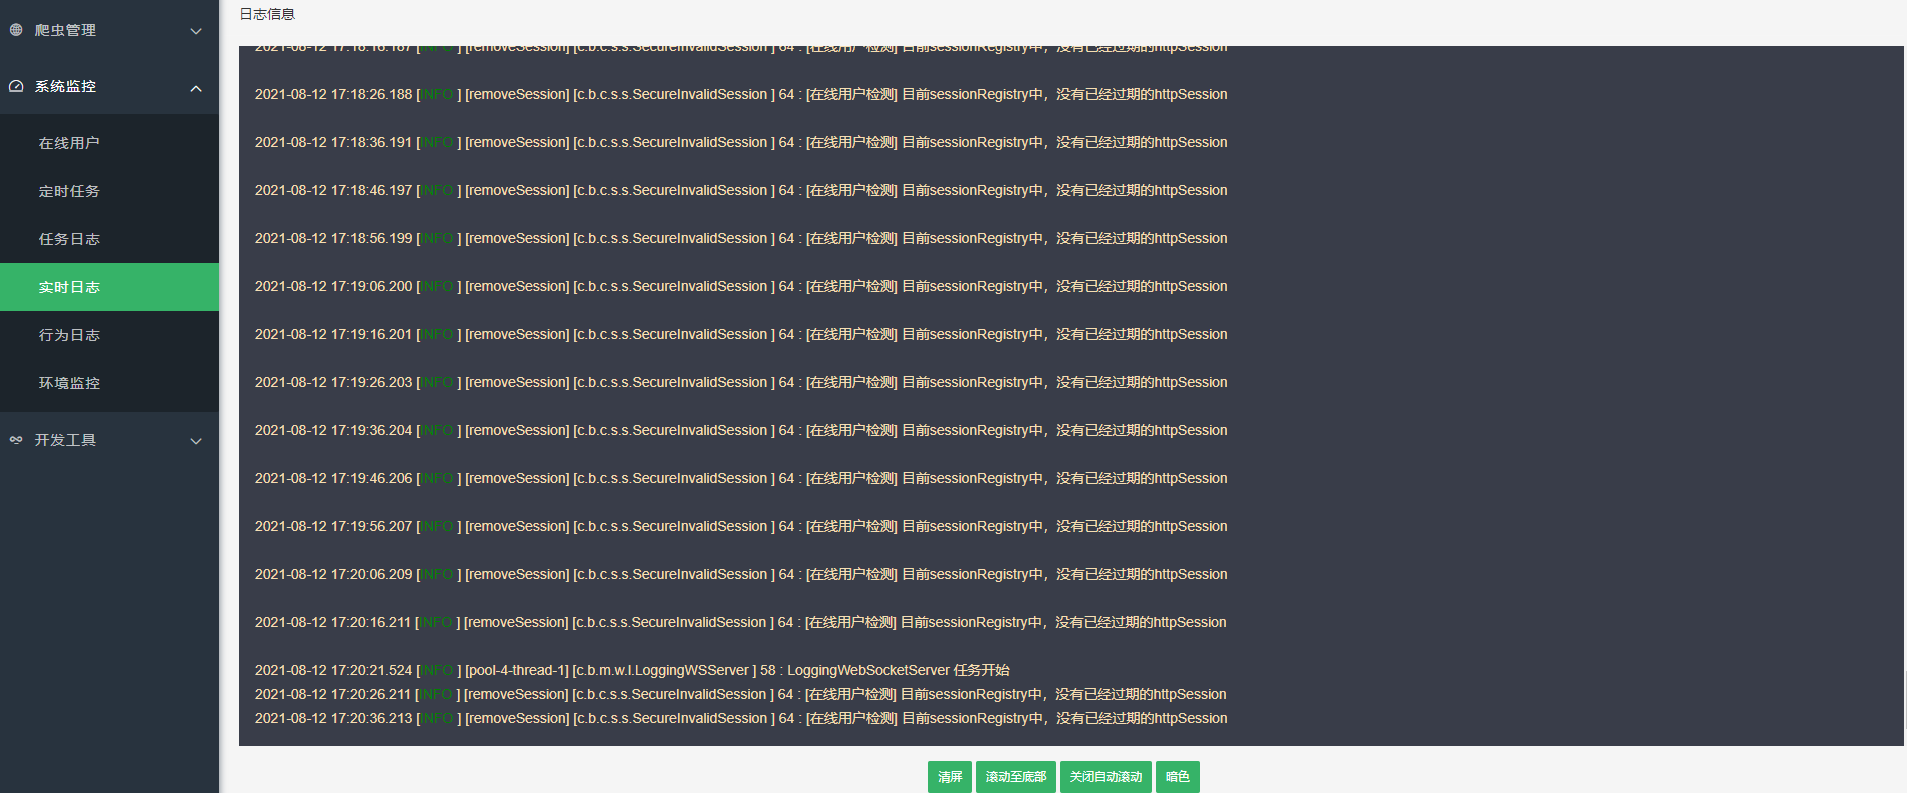 爬虫管理
系统监控
在线用户
定时任务
任务日志
实时日志
行为日志
环境监控
开发工具
日志信息
2021-08-12 17:18:16.187 [INFO ] [removeSession] [c.b.c.s.s.SecureInvalidSession ] 64 : [在线用户检测] 目前sessionRegistry中，没有已经过期的httpSession
2021-08-12 17:18:26.188 [INFO ] [removeSession] [c.b.c.s.s.SecureInvalidSession ] 64 : [在线用户检测] 目前sessionRegistry中，没有已经过期的httpSession
2021-08-12 17:18:36.191 [INFO ] [removeSession] [c.b.c.s.s.SecureInvalidSession ] 64 : [在线用户检测] 目前sessionRegistry中，没有已经过期的httpSession
2021-08-12 17:18:46.197 [INFO ] [removeSession] [c.b.c.s.s.SecureInvalidSession ] 64 : [在线用户检测] 目前sessionRegistry中，没有已经过期的httpSession
2021-08-12 17:18:56.199 [INFO ] [removeSession] [c.b.c.s.s.SecureInvalidSession ] 64 : [在线用户检测] 目前sessionRegistry中，没有已经过期的httpSession
2021-08-12 17:19:06.200 [INFO ] [removeSession] [c.b.c.s.s.SecureInvalidSession ] 64 : [在线用户检测] 目前sessionRegistry中，没有已经过期的httpSession
2021-08-12 17:19:16.201 [INFO ] [removeSession] [c.b.c.s.s.SecureInvalidSession ] 64 : [在线用户检测] 目前sessionRegistry中，没有已经过期的httpSession
2021-08-12 17:19:26.203 [INFO ] [removeSession] [c.b.c.s.s.SecureInvalidSession ] 64 : [在线用户检测] 目前sessionRegistry中，没有已经过期的httpSession
2021-08-12 17:19:36.204 [INFO ] [removeSession] [c.b.c.s.s.SecureInvalidSession ] 64 : [在线用户检测] 目前sessionRegistry中，没有已经过期的httpSession
2021-08-12 17:19:46.206 [INFO ] [removeSession] [c.b.c.s.s.SecureInvalidSession ] 64 : [在线用户检测] 目前sessionRegistry中，没有已经过期的httpSession
2021-08-12 17:19:56.207 [INFO ] [removeSession] [c.b.c.s.s.SecureInvalidSession ] 64 : [在线用户检测] 目前sessionRegistry中，没有已经过期的httpSession
2021-08-12 17:20:06.209 [INFO ] [removeSession] [c.b.c.s.s.SecureInvalidSession ] 64 : [在线用户检测] 目前sessionRegistry中，没有已经过期的httpSession
2021-08-12 17:20:16.211 [INFO ] [removeSession] [c.b.c.s.s.SecureInvalidSession ] 64 : [在线用户检测] 目前sessionRegistry中，没有已经过期的httpSession
2021-08-12 17:20:21.524 [INFO ] [pool-4-thread-1] [c.b.m.w.l.LoggingWSServer ] 58 : LoggingWebSocketServer 任务开始
2021-08-12 17:20:26.211 [INFO ] [removeSession] [c.b.c.s.s.SecureInvalidSession ] 64 : [在线用户检测] 目前sessionRegistry中，没有已经过期的httpSession
2021-08-12 17:20:36.213 [INFO ] [removeSession] [c.b.c.s.s.SecureInvalidSession ] 64 : [在线用户检测] 目前sessionRegistry中，没有已经过期的httpSession
清屏 滚动至底部 关闭自动滚动 暗色